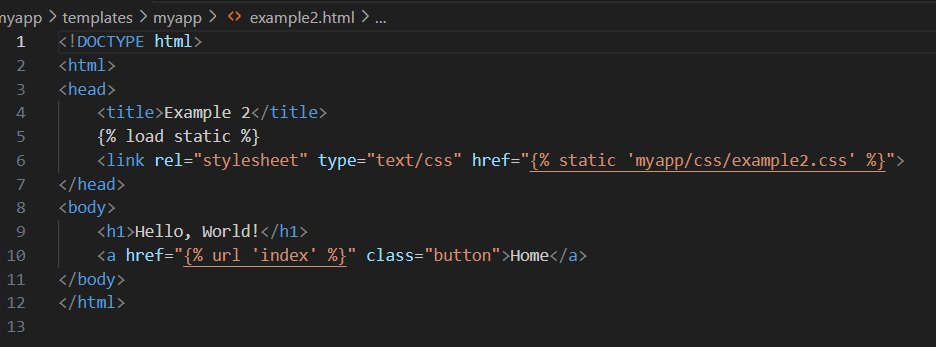 myapp > templates > myapp > <> example2.html > ...
1 <!DOCTYPE html>
2 <html>
3 <head>
4     <title>Example 2</title>
5     {% load static %}
6     <link rel="stylesheet" type="text/css" href="{% static 'myapp/css/example2.css' %}">
7 </head>
8 <body>
9     <h1>Hello, World!</h1>
10     <a href="{% url 'index' %}" class="button">Home</a>
11 </body>
12 </html>
13